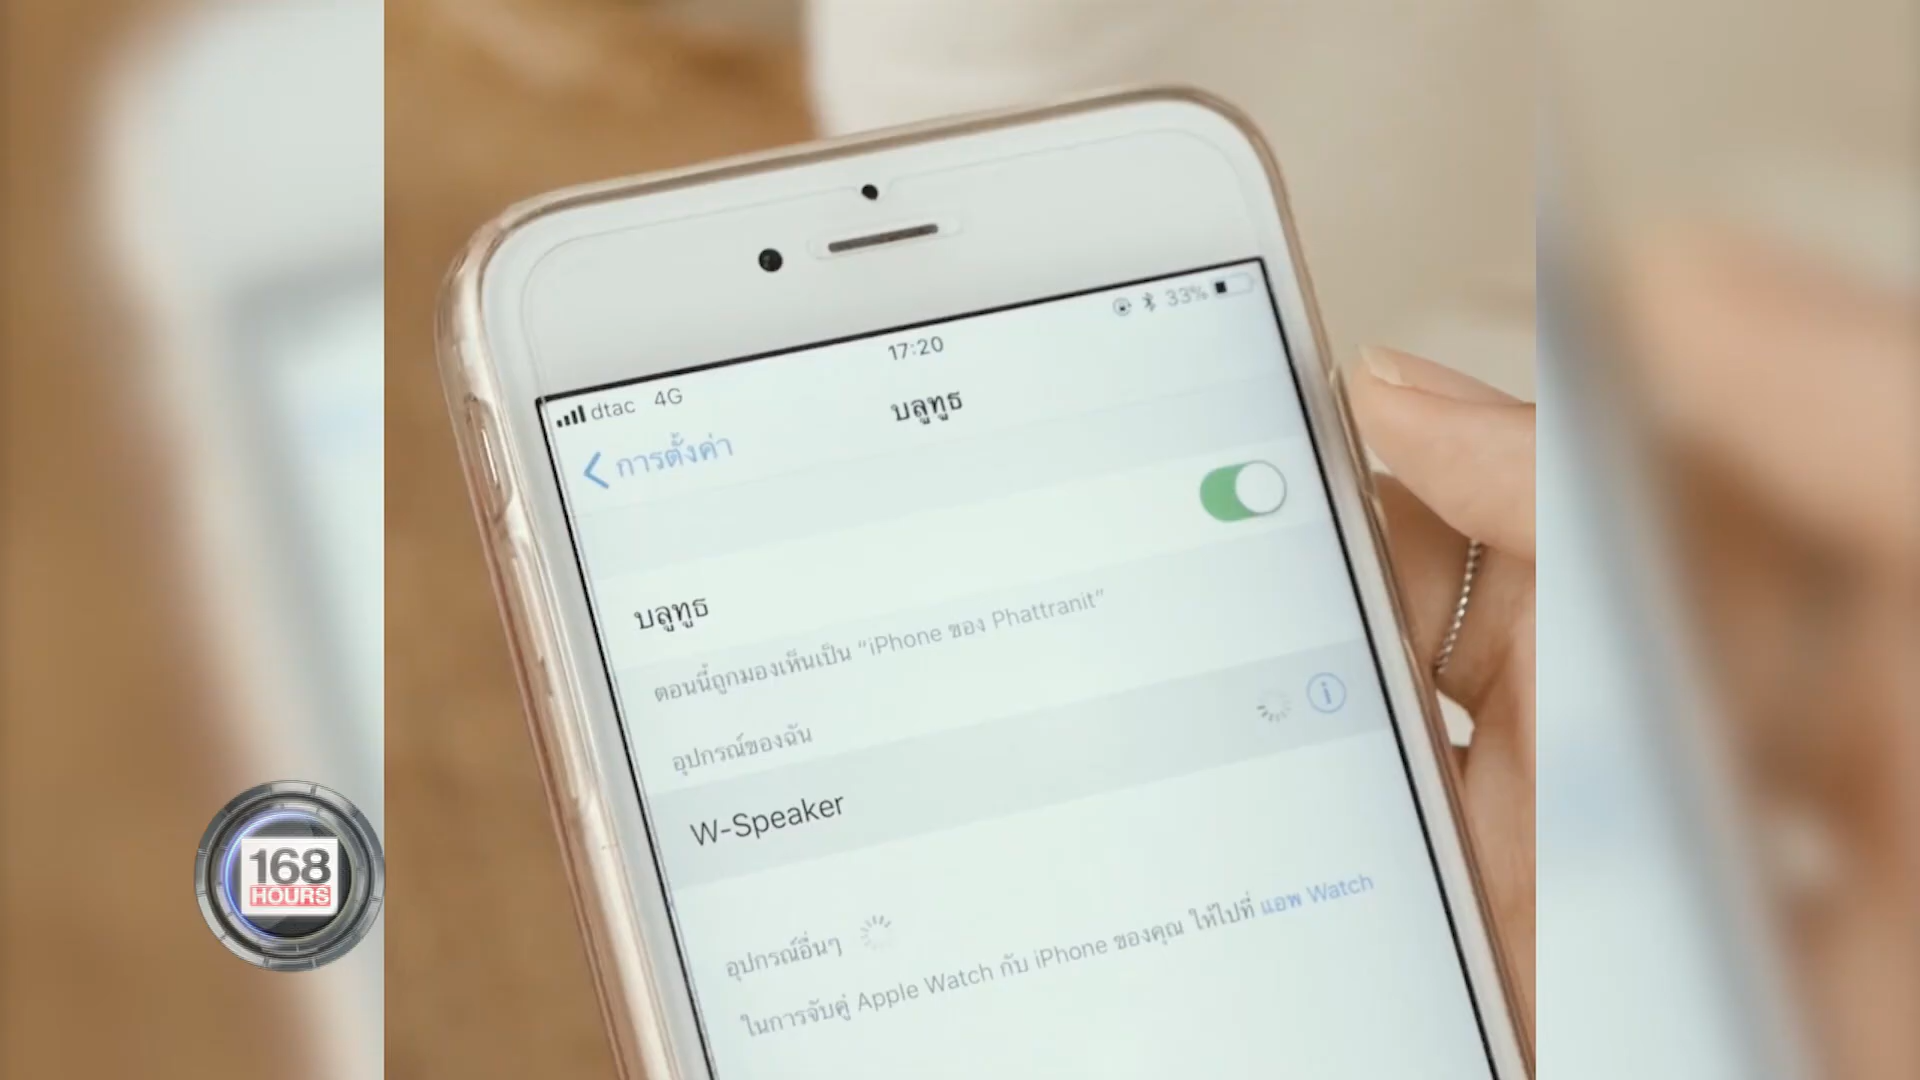 17:20
33%
dtac 4G
การตั้งค่า
บลูทูธ
บลูทูธ
ตอนนี้ถูกมองเห็นเป็น “iPhone ของ Phattranit”
อุปกรณ์ของฉัน
W-Speaker
อุปกรณ์อื่นๆ
ในการจับคู่ Apple Watch กับ iPhone ของคุณ ให้ไปที่ แอพ Watch
168
HOURS